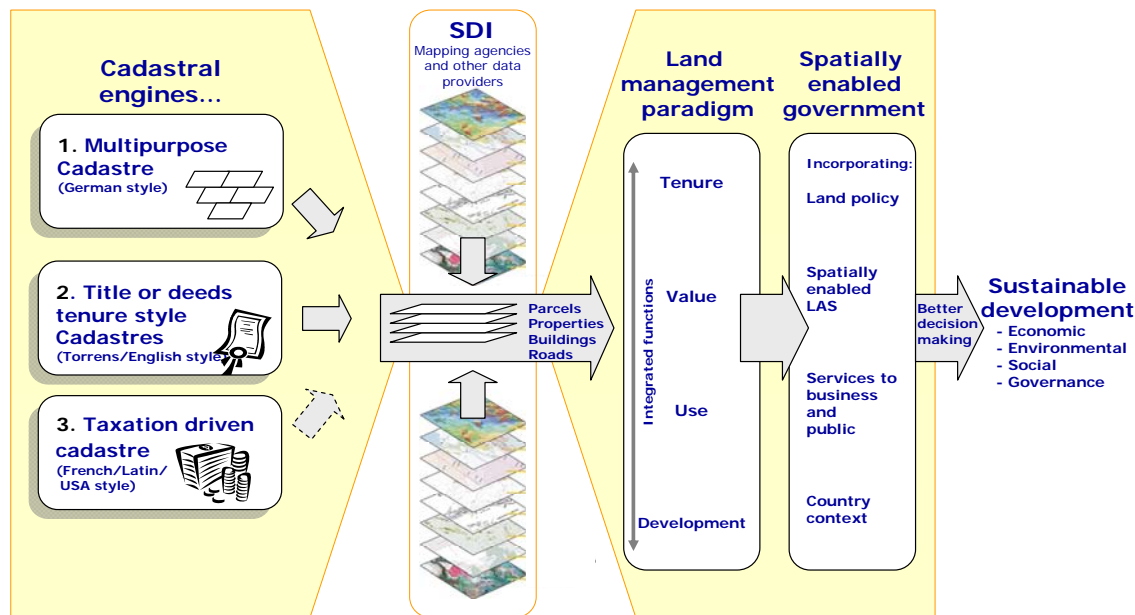 Cadastral
engines...
1. Multipurpose
Cadastre
(German style)
2. Title or deeds
tenure style
Cadastres
(Torrens/English style)
3. Taxation driven
cadastre
(French/Latin/
USA style)
SDI
Mapping agencies
and other data
providers
Parcels
Properties
Buildings
Roads
Land
management
paradigm
Integrated functions
Tenure
Value
Use
Development
Spatially
enabled
government
Incorporating:
Land policy
Spatially
enabled
LAS
Services to
business
and
public
Country
context
Better
decision
making
Sustainable
development
- Economic
- Environmental
- Social
- Governance